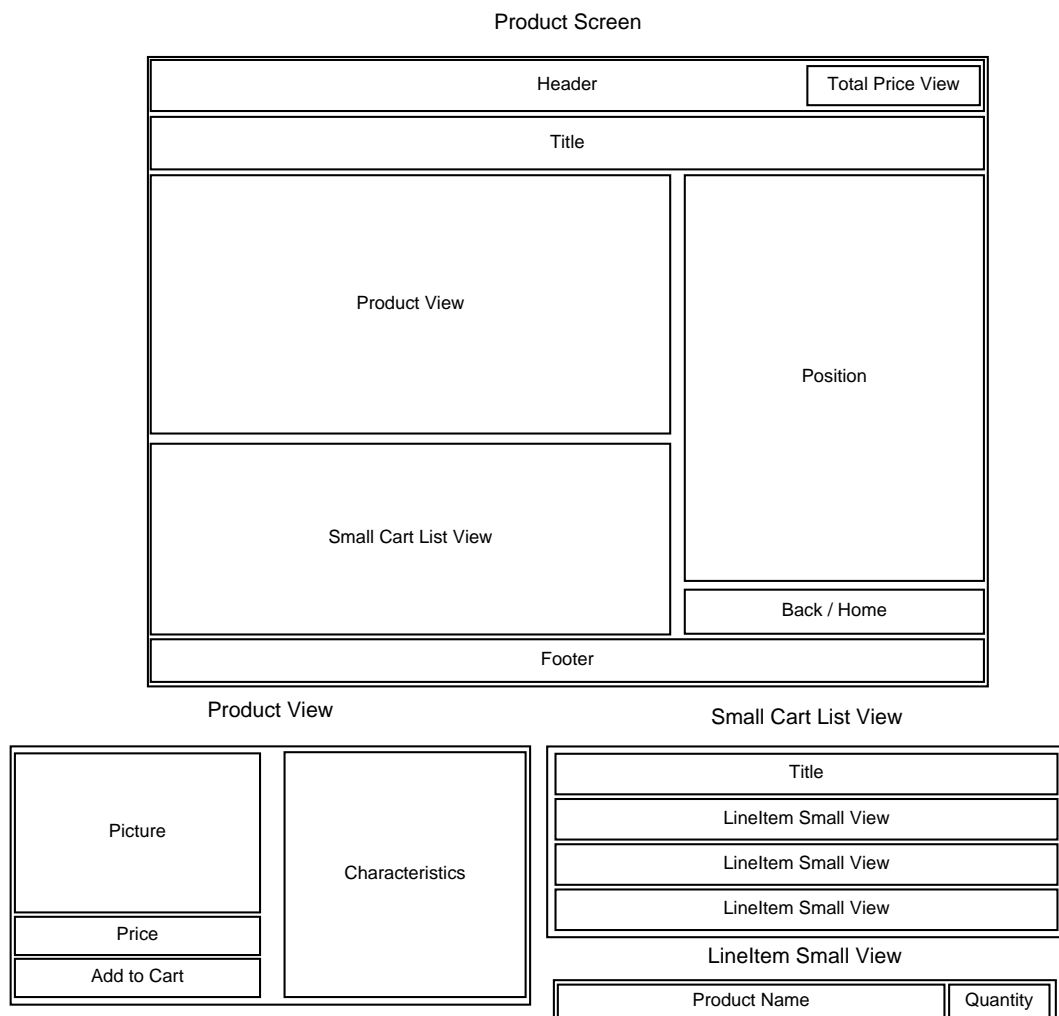 Product Screen
Header
Total Price View
Title
Product View
Position
Small Cart List View
Back / Home
Footer
Product View
Picture
Price
Add to Cart
Characteristics
Small Cart List View
Title
LineItem Small View
LineItem Small View
LineItem Small View
LineItem Small View
Product Name
Quantity